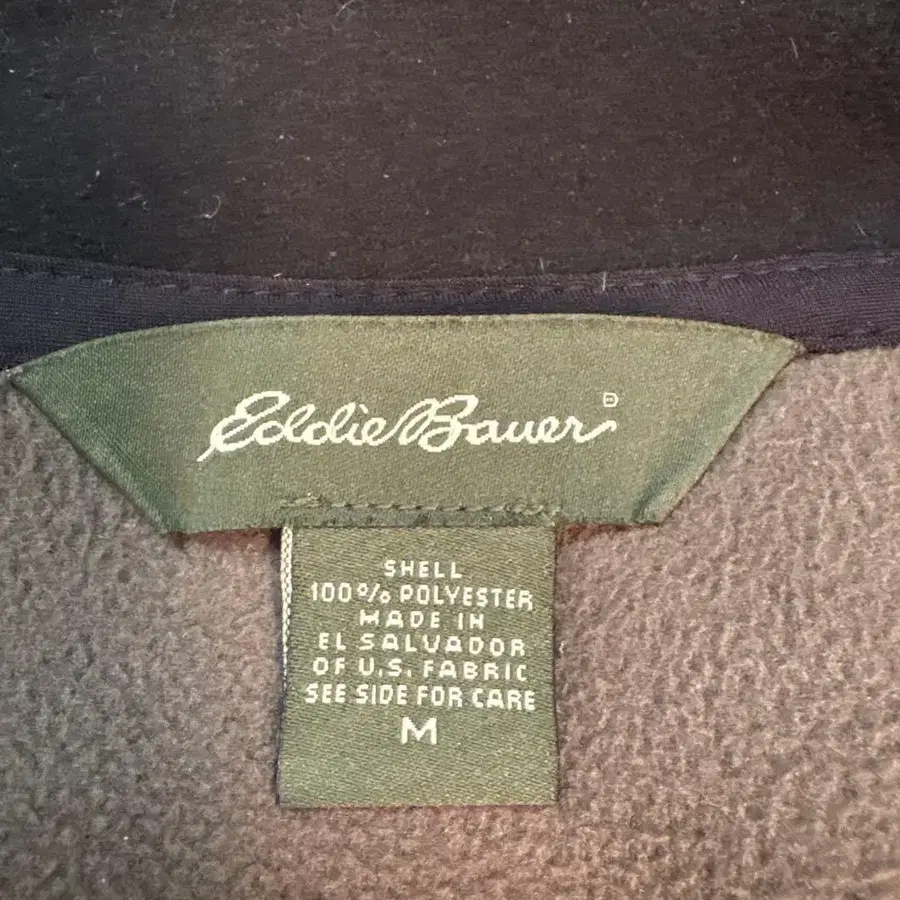 Eddie Bauer
SHELL
100% POLYESTER
MADE IN
EL SALVADOR
OF U.S. FABRIC
SEE SIDE FOR CARE
M